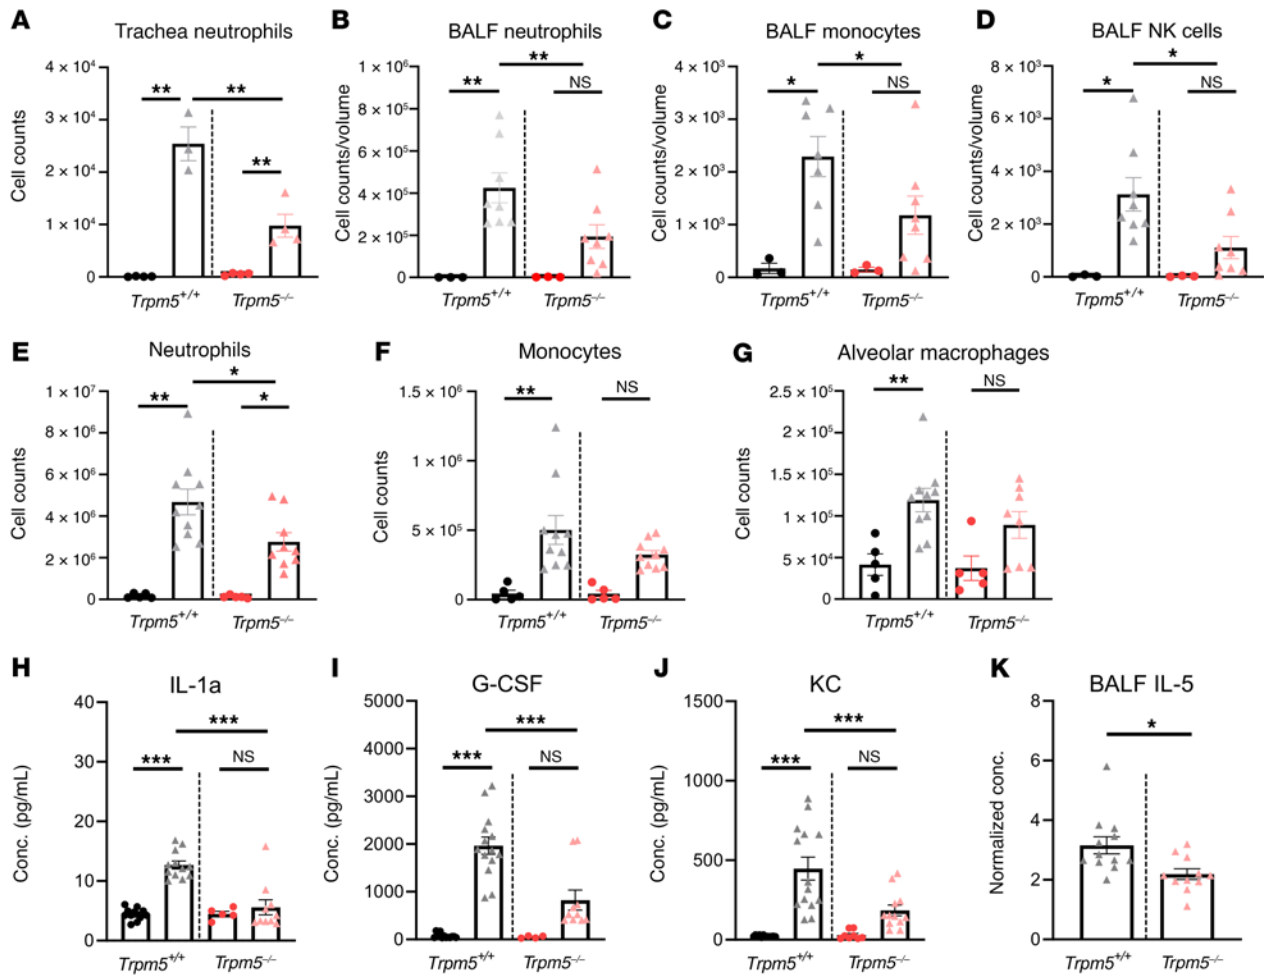 A
Trachea neutrophils
Cell counts
4 × 10⁴
3 × 10⁴
2 × 10⁴
1 × 10⁴
0
**
**
**
Trpm5⁺/⁺
Trpm5⁻/⁻
B
BALF neutrophils
Cell counts/volume
1 × 10⁶
8 × 10⁵
6 × 10⁵
4 × 10⁵
2 × 10⁵
0
**
**
NS
Trpm5⁺/⁺
Trpm5⁻/⁻
C
BALF monocytes
Cell counts/volume
4 × 10³
3 × 10³
2 × 10³
1 × 10³
0
*
*
NS
Trpm5⁺/⁺
Trpm5⁻/⁻
D
BALF NK cells
Cell counts/volume
8 × 10³
6 × 10³
4 × 10³
2 × 10³
0
*
*
NS
Trpm5⁺/⁺
Trpm5⁻/⁻
E
Neutrophils
Cell counts
1 × 10⁷
8 × 10⁶
6 × 10⁶
4 × 10⁶
2 × 10⁶
0
*
**
*
Trpm5⁺/⁺
Trpm5⁻/⁻
F
Monocytes
Cell counts
1.5 × 10⁶
1 × 10⁶
5 × 10⁵
0
**
NS
Trpm5⁺/⁺
Trpm5⁻/⁻
G
Alveolar macrophages
Cell counts
2.5 × 10⁵
2 × 10⁵
1.5 × 10⁵
1 × 10⁵
5 × 10⁴
0
**
NS
Trpm5⁺/⁺
Trpm5⁻/⁻
H
IL-1a
Conc. (pg/mL)
40
30
20
10
0
***
***
NS
Trpm5⁺/⁺
Trpm5⁻/⁻
I
G-CSF
Conc. (pg/mL)
5000
4000
3000
2000
1000
0
***
***
NS
Trpm5⁺/⁺
Trpm5⁻/⁻
J
KC
Conc. (pg/mL)
1500
1000
500
0
***
***
NS
Trpm5⁺/⁺
Trpm5⁻/⁻
K
BALF IL-5
Normalized conc.
8
6
4
2
0
*
Trpm5⁺/⁺
Trpm5⁻/⁻